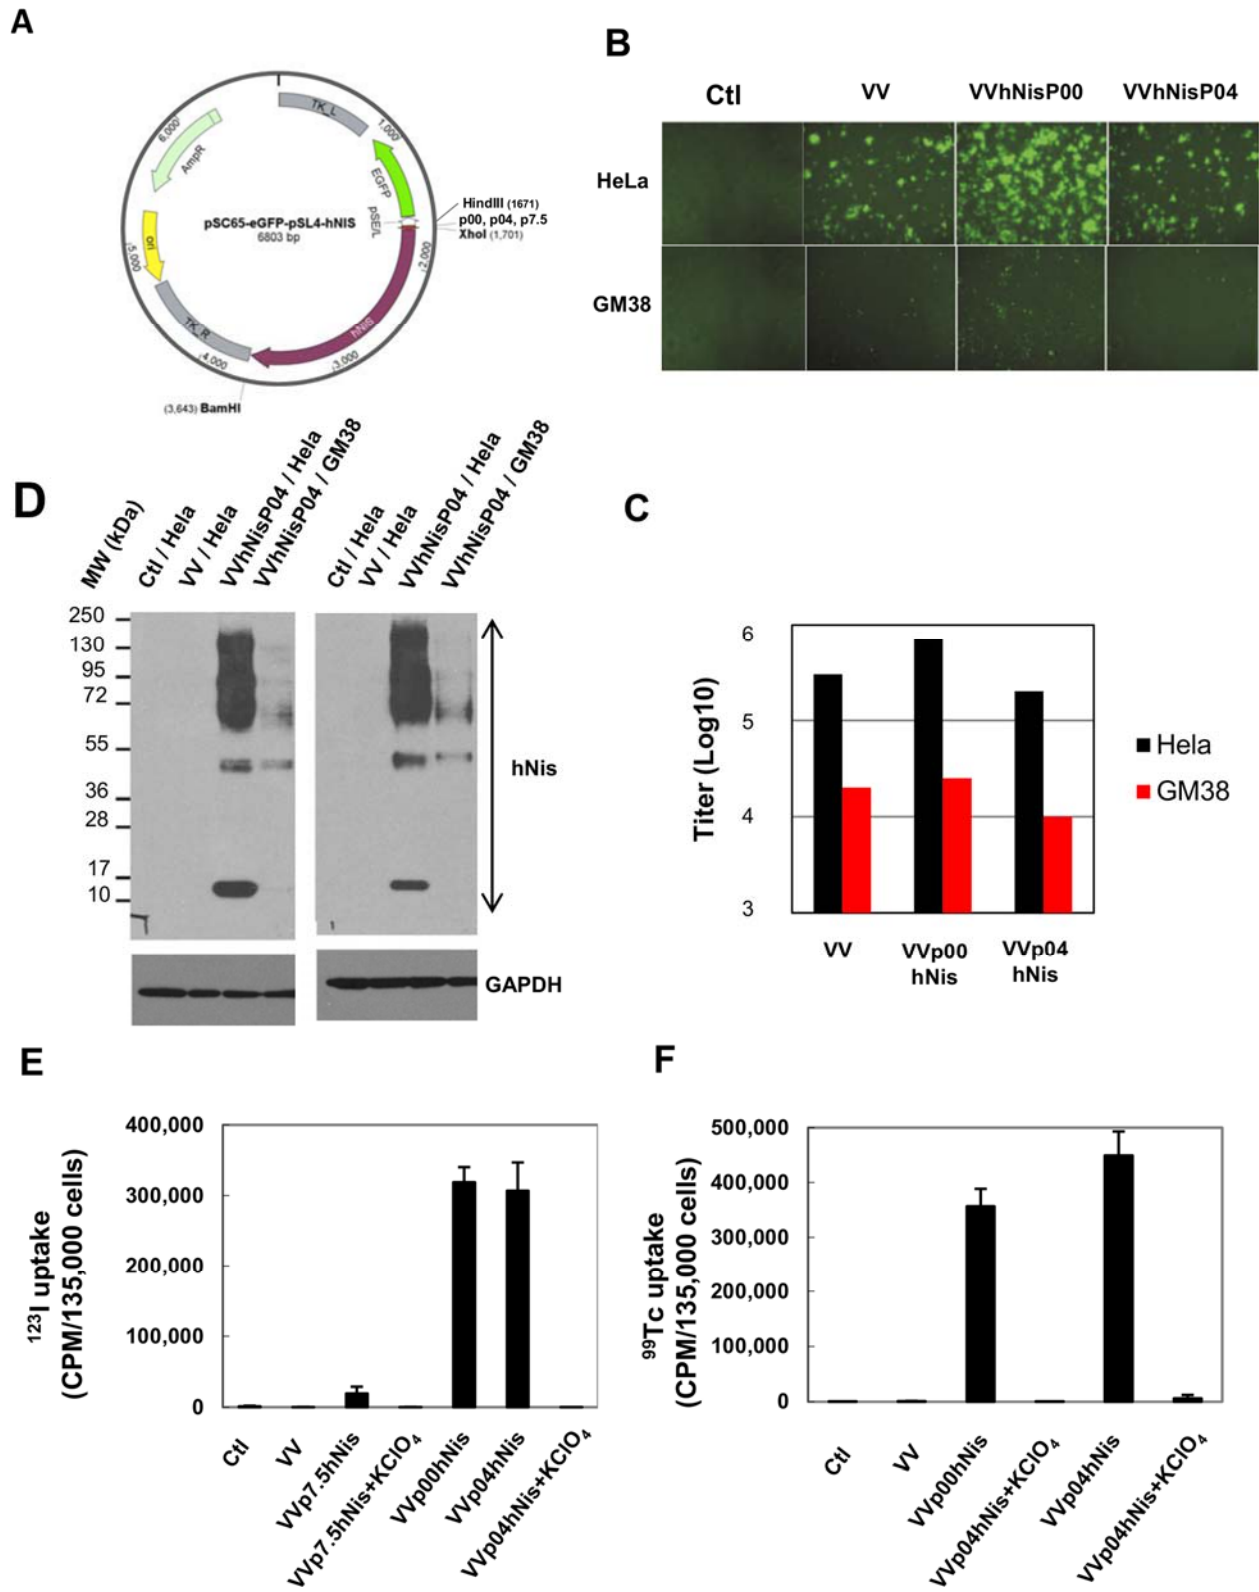 A
TK_L
1,000
EGFP
pSE/L
HindIII (1671)
p00, p04, p7.5
XhoI (1,701)
2,000
hNIS
3,000
BamHI
(3,643) BamHI
4,000
TK_R
5,000
ori
AmpR
6,000
pSC65-eGFP-pSL4-hNIS
6803 bp
B
Ctl VV VVhNisP00 VVhNisP04
HeLa
GM38
D
MW (kDa)
Ctl / Hela
VV / Hela
VVhNisP04 / Hela
VVhNisP04 / GM38
Ctl / Hela
VV / Hela
VVhNisP04 / Hela
VVhNisP04 / GM38
250
130
95
72
55
36
28
17
10
hNis
GAPDH
C
Titer (Log10)
6
5
4
3
VV
VVp00
hNis
VVp04
hNis
Hela
GM38
E
123I uptake
(CPM/135,000 cells)
400,000
300,000
200,000
100,000
0
Ctl
VV
VVp7.5hNis
VVp7.5hNis+KClO4
VVp00hNis
VVp04hNis
VVp04hNis+KClO4
F
99Tc uptake
(CPM/135,000 cells)
500,000
400,000
300,000
200,000
100,000
0
Ctl
VV
VVp00hNis
VVp04hNis+KClO4
VVp04hNis
VVp04hNis+KClO4